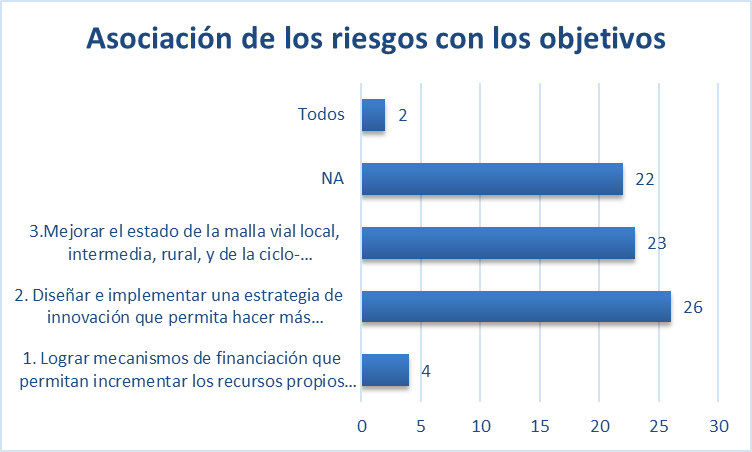 Asociación de los riesgos con los objetivos
Todos
2
NA
22
3.Mejorar el estado de la malla vial local,
intermedia, rural, y de la ciclo-...
23
2. Diseñar e implementar una estrategia de
innovación que permita hacer más...
26
1. Lograr mecanismos de financiación que
permitan incrementar los recursos propios...
4
0 5 10 15 20 25 30